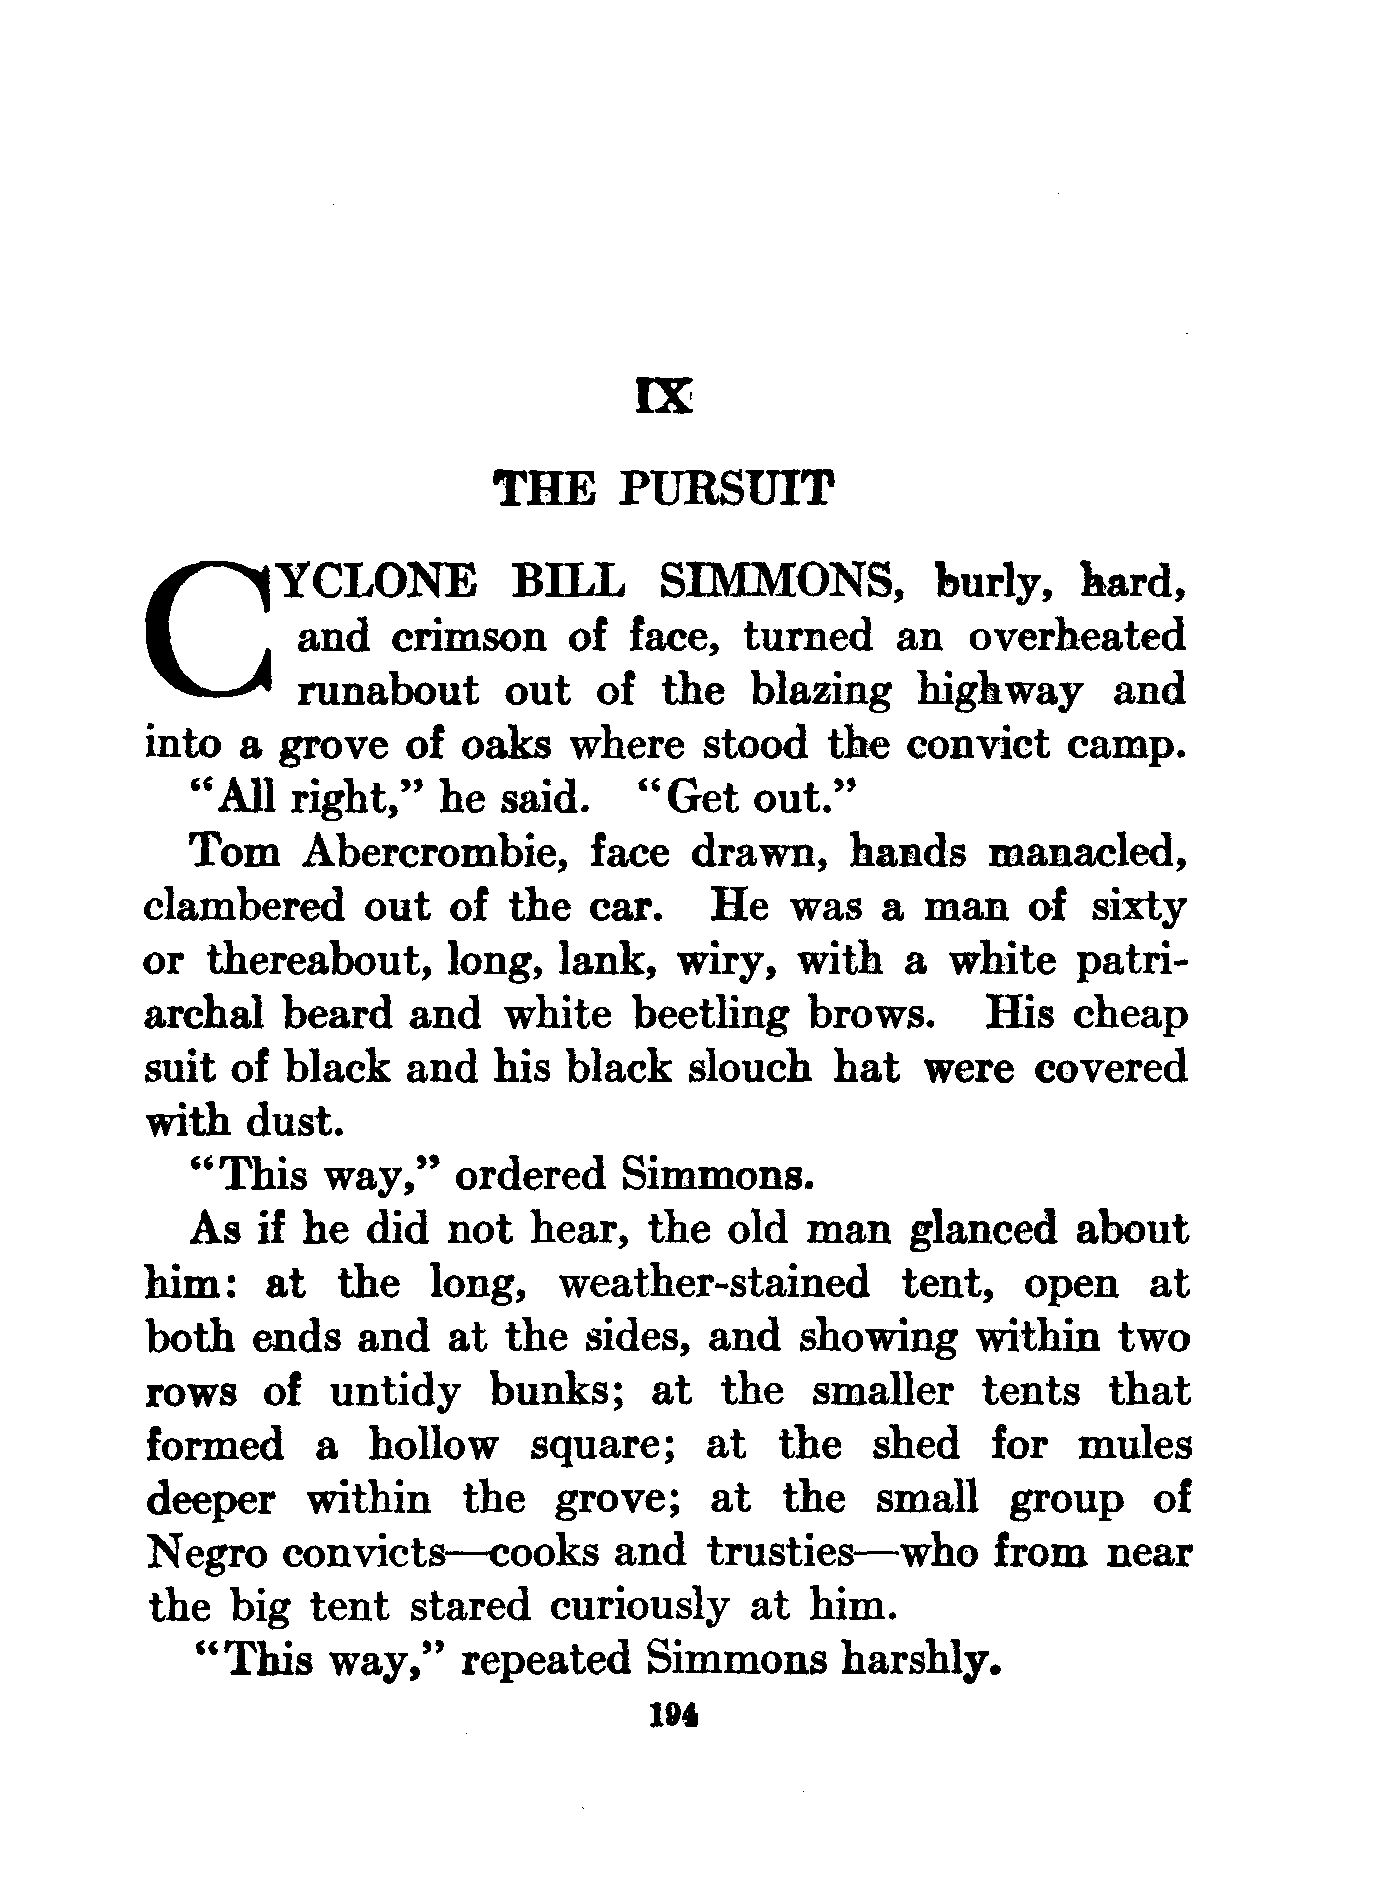 IX
THE PURSUIT
CYCLONE BILL SIMMONS, burly, hard,
and crimson of face, turned an overheated
runabout out of the blazing highway and
into a grove of oaks where stood the convict camp.
"All right," he said. "Get out."
Tom Abercrombie, face drawn, hands manacled,
clambered out of the car. He was a man of sixty
or thereabout, long, lank, wiry, with a white patri-
archal beard and white beetling brows. His cheap
suit of black and his black slouch hat were covered
with dust.
"This way," ordered Simmons.
As if he did not hear, the old man glanced about
him: at the long, weather-stained tent, open at
both ends and at the sides, and showing within two
rows of untidy bunks; at the smaller tents that
formed a hollow square; at the shed for mules
deeper within the grove; at the small group of
Negro convicts—cooks and trusties—who from near
the big tent stared curiously at him.
"This way," repeated Simmons harshly.
194